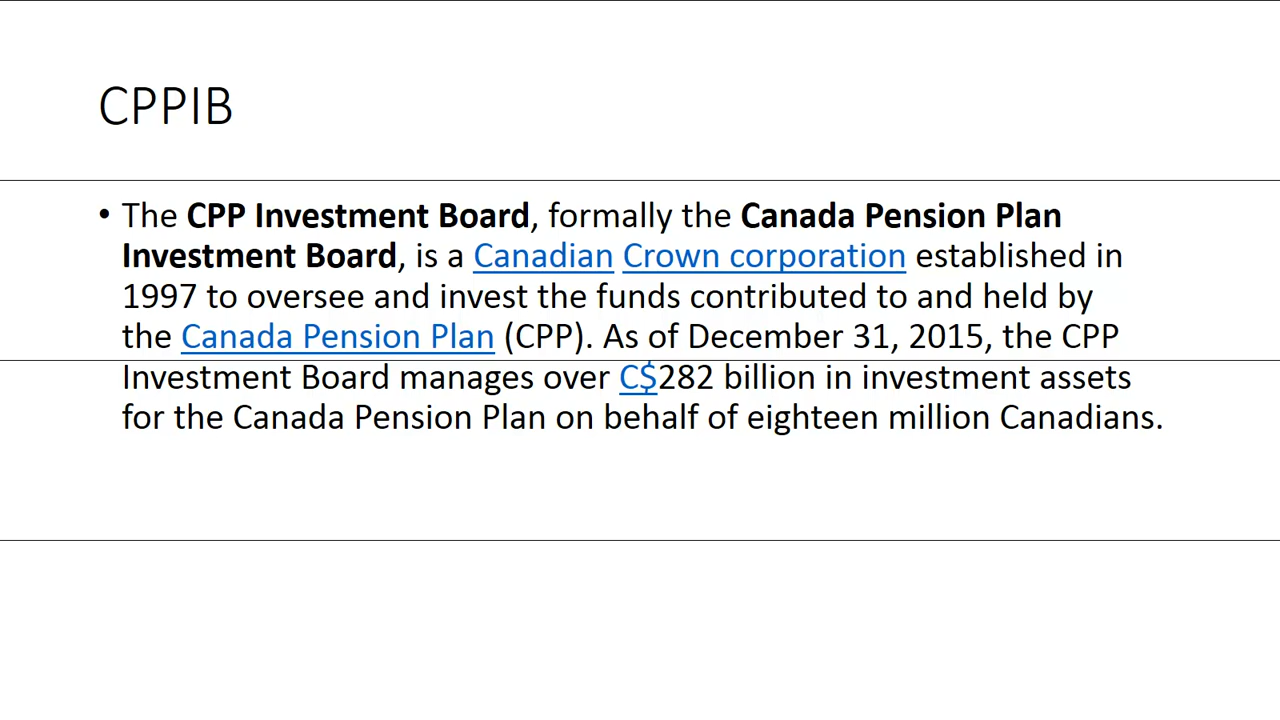 CPPIB
• The CPP Investment Board, formally the Canada Pension Plan
Investment Board, is a Canadian Crown corporation established in
1997 to oversee and invest the funds contributed to and held by
the Canada Pension Plan (CPP). As of December 31, 2015, the CPP
Investment Board manages over C$282 billion in investment assets
for the Canada Pension Plan on behalf of eighteen million Canadians.